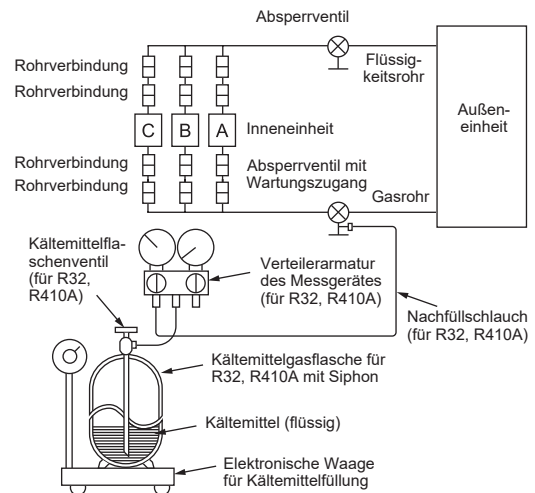 Absperrventil
Flüssig-
keitsrohr
Außen-
einheit
Rohrverbindung
Rohrverbindung
C
B
A
Inneneinheit
Rohrverbindung
Rohrverbindung
Absperrventil mit
Wartungszugang
Gasrohr
Kältemittelfla-
schenventil
(für R32,
R410A)
Verteilerarmatur
des Messgerätes
(für R32, R410A)
Nachfüllschlauch
(für R32, R410A)
Kältemittelgasflasche für
R32, R410A mit Siphon
Kältemittel (flüssig)
Elektronische Waage
für Kältemittelfüllung